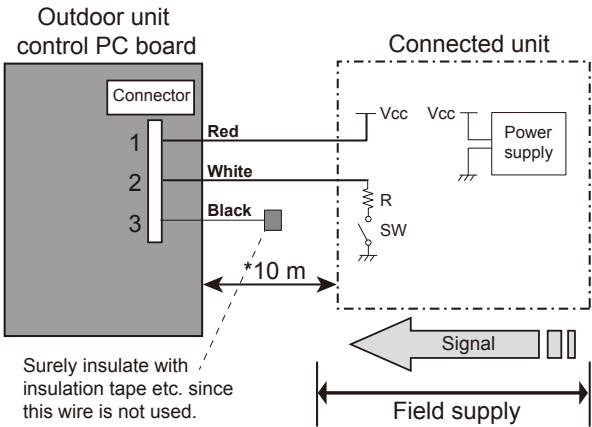 Outdoor unit
control PC board
Connected unit
Connector
1
2
3
Red
White
Black
Vcc
Vcc
Power
supply
R
SW
*10 m
Surely insulate with
insulation tape etc. since
this wire is not used.
Signal
Field supply